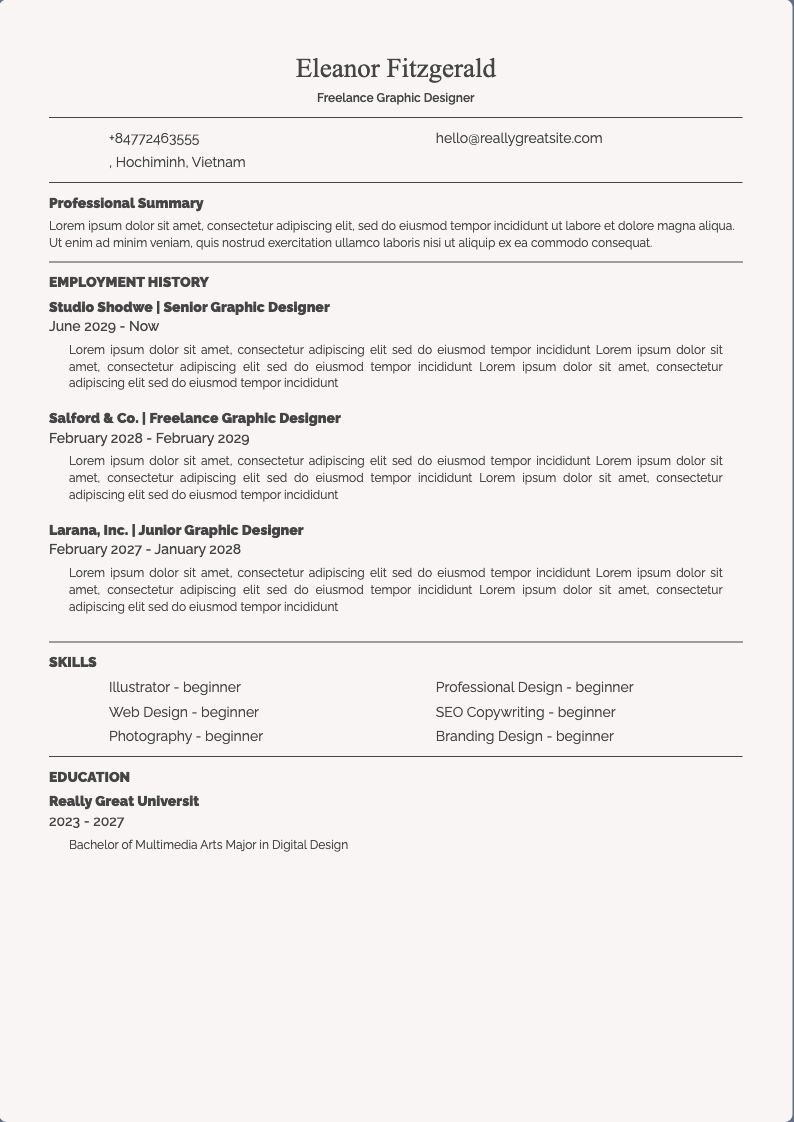 Eleanor Fitzgerald
Freelance Graphic Designer
+84772463555
hello@reallygreatsite.com
, Hochiminh, Vietnam
Professional Summary
Lorem ipsum dolor sit amet, consectetur adipiscing elit, sed do eiusmod tempor incididunt ut labore et dolore magna aliqua.
Ut enim ad minim veniam, quis nostrud exercitation ullamco laboris nisi ut aliquip ex ea commodo consequat.
EMPLOYMENT HISTORY
Studio Shodwe | Senior Graphic Designer
June 2029 - Now
Lorem ipsum dolor sit amet, consectetur adipiscing elit sed do eiusmod tempor incididunt Lorem ipsum dolor sit
amet, consectetur adipiscing elit sed do eiusmod tempor incididunt Lorem ipsum dolor sit amet, consectetur
adipiscing elit sed do eiusmod tempor incididunt
Salford & Co. | Freelance Graphic Designer
February 2028 - February 2029
Lorem ipsum dolor sit amet, consectetur adipiscing elit sed do eiusmod tempor incididunt Lorem ipsum dolor sit
amet, consectetur adipiscing elit sed do eiusmod tempor incididunt Lorem ipsum dolor sit amet, consectetur
adipiscing elit sed do eiusmod tempor incididunt
Larana, Inc. | Junior Graphic Designer
February 2027 - January 2028
Lorem ipsum dolor sit amet, consectetur adipiscing elit sed do eiusmod tempor incididunt Lorem ipsum dolor sit
amet, consectetur adipiscing elit sed do eiusmod tempor incididunt Lorem ipsum dolor sit amet, consectetur
adipiscing elit sed do eiusmod tempor incididunt
SKILLS
Illustrator - beginner
Professional Design - beginner
Web Design - beginner
SEO Copywriting - beginner
Photography - beginner
Branding Design - beginner
EDUCATION
Really Great Universit
2023 - 2027
Bachelor of Multimedia Arts Major in Digital Design